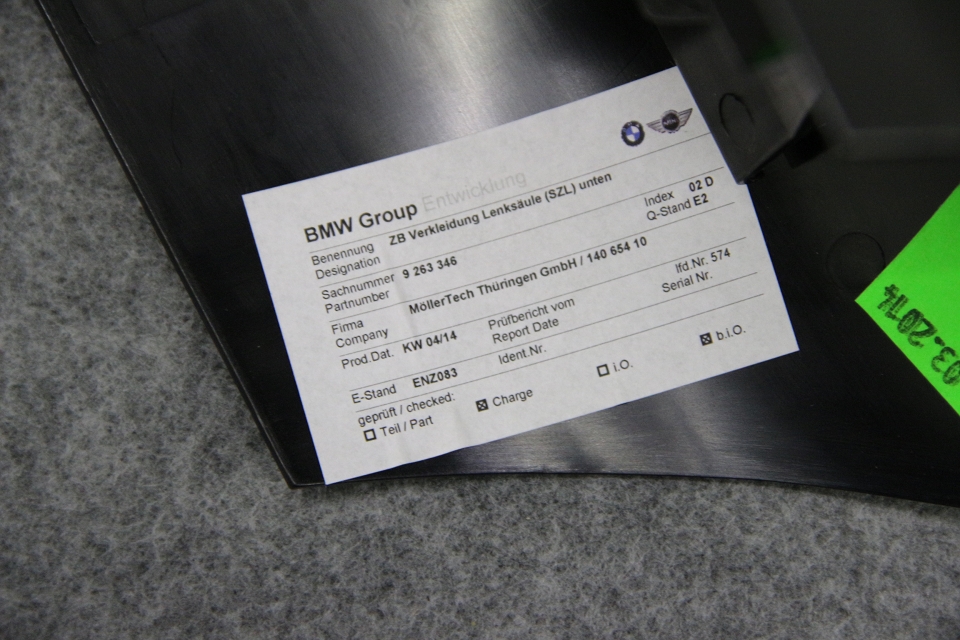 BMW Group Entwicklung
Benennung
Designation
ZB Verkleidung Lenksäule (SZL) unten
Sachnummer
Partnumber
9 263 346
Index 02 D
Q-Stand E2
Firma
Company
MöllerTech Thüringen GmbH / 140 654 10
Prod.Dat. KW 04/14
Prüfbericht vom
Report Date
lfd.Nr. 574
Serial Nr.
E-Stand ENZ083
Ident.Nr.
geprüft / checked:
Teil / Part
Charge
i.O.
b.i.O.
03.2014